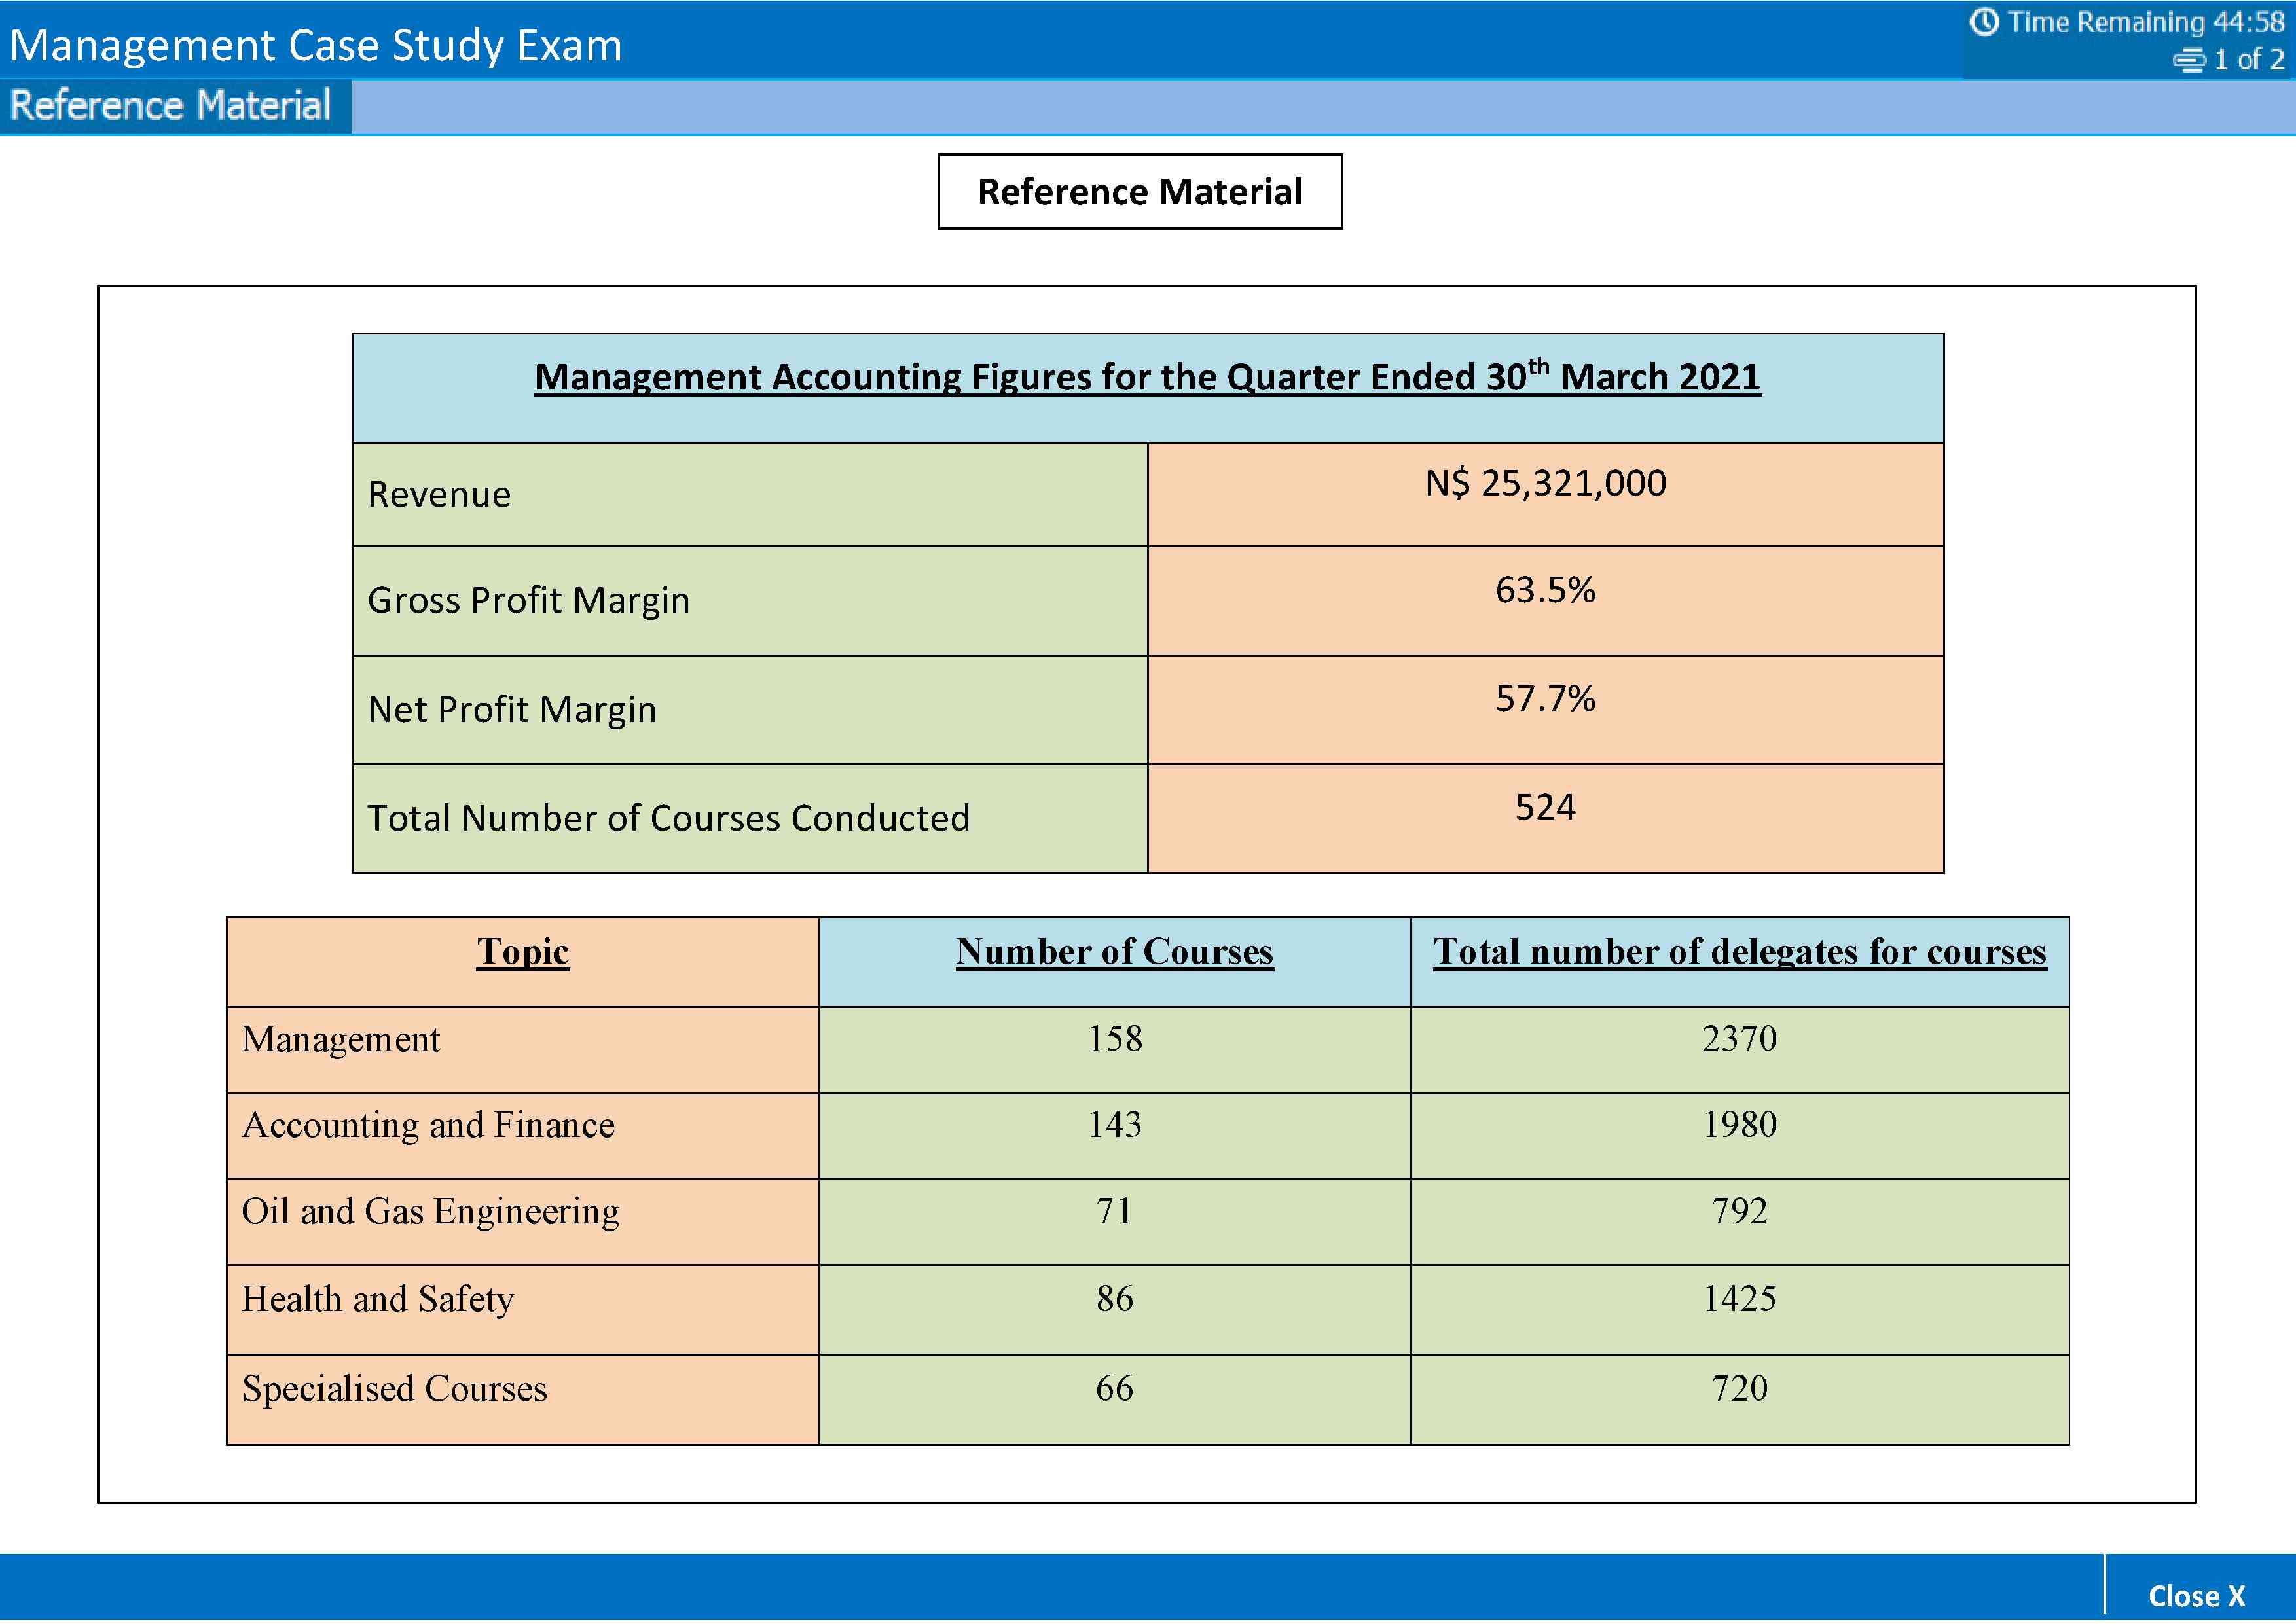 Management Case Study Exam
Time Remaining 44:58
1 of 2
Reference Material
Reference Material
Management Accounting Figures for the Quarter Ended 30th March 2021
Revenue N$ 25,321,000
Gross Profit Margin 63.5%
Net Profit Margin 57.7%
Total Number of Courses Conducted 524
Topic Number of Courses Total number of delegates for courses
Management 158 2370
Accounting and Finance 143 1980
Oil and Gas Engineering 71 792
Health and Safety 86 1425
Specialised Courses 66 720
Close X